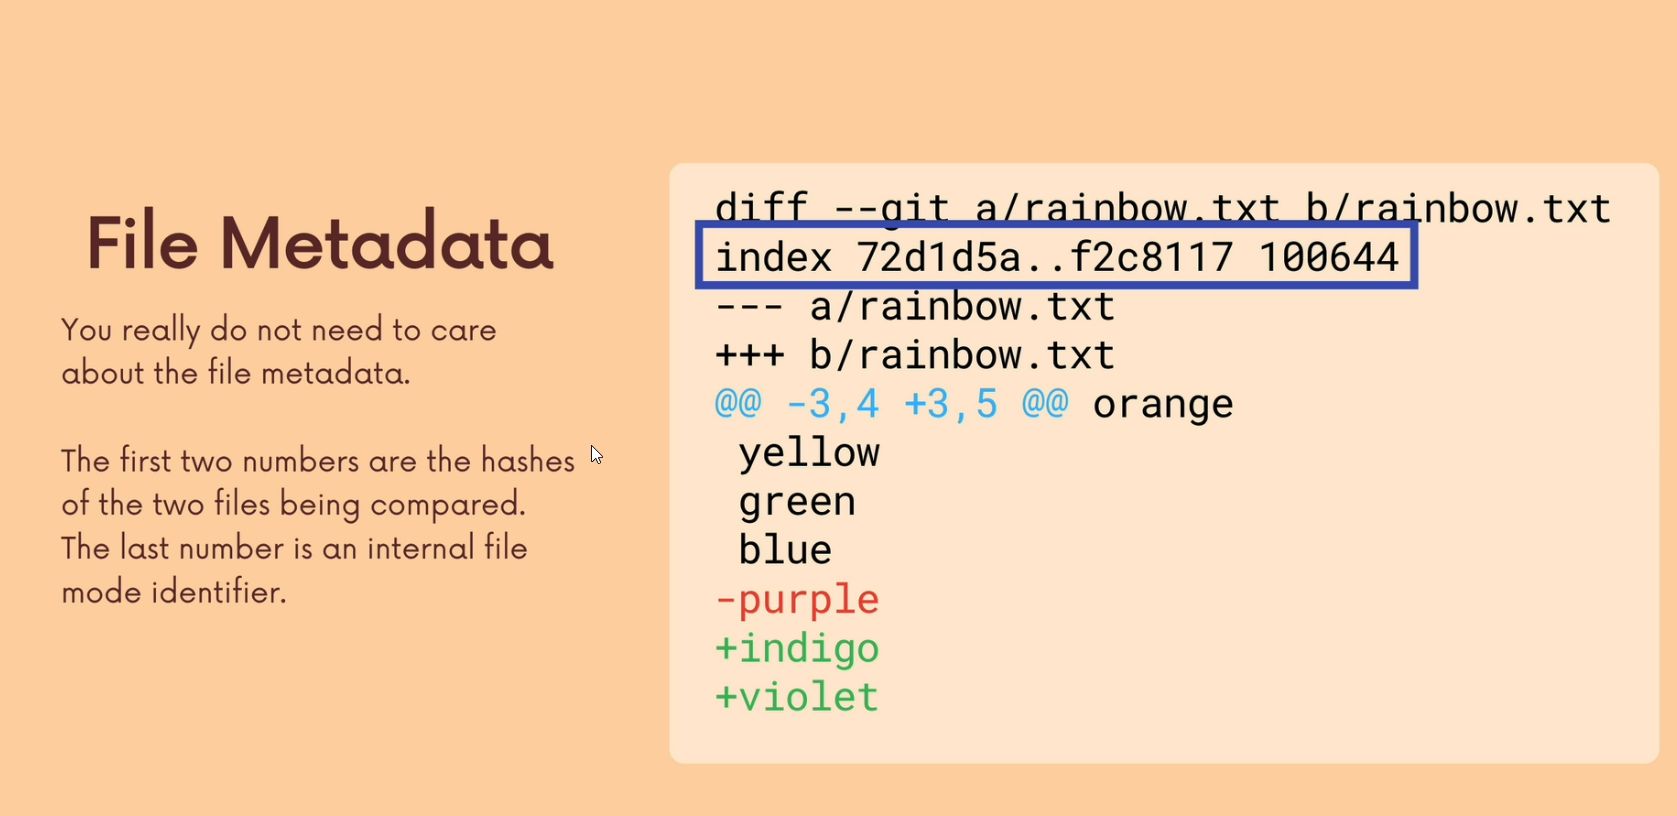 File Metadata
You really do not need to care
about the file metadata.
The first two numbers are the hashes
of the two files being compared.
The last number is an internal file
mode identifier.
diff --git a/rainbow.txt b/rainbow.txt
index 72d1d5a..f2c8117 100644
--- a/rainbow.txt
+++ b/rainbow.txt
@@ -3,4 +3,5 @@ orange
 yellow
 green
 blue
-purple
+indigo
+violet